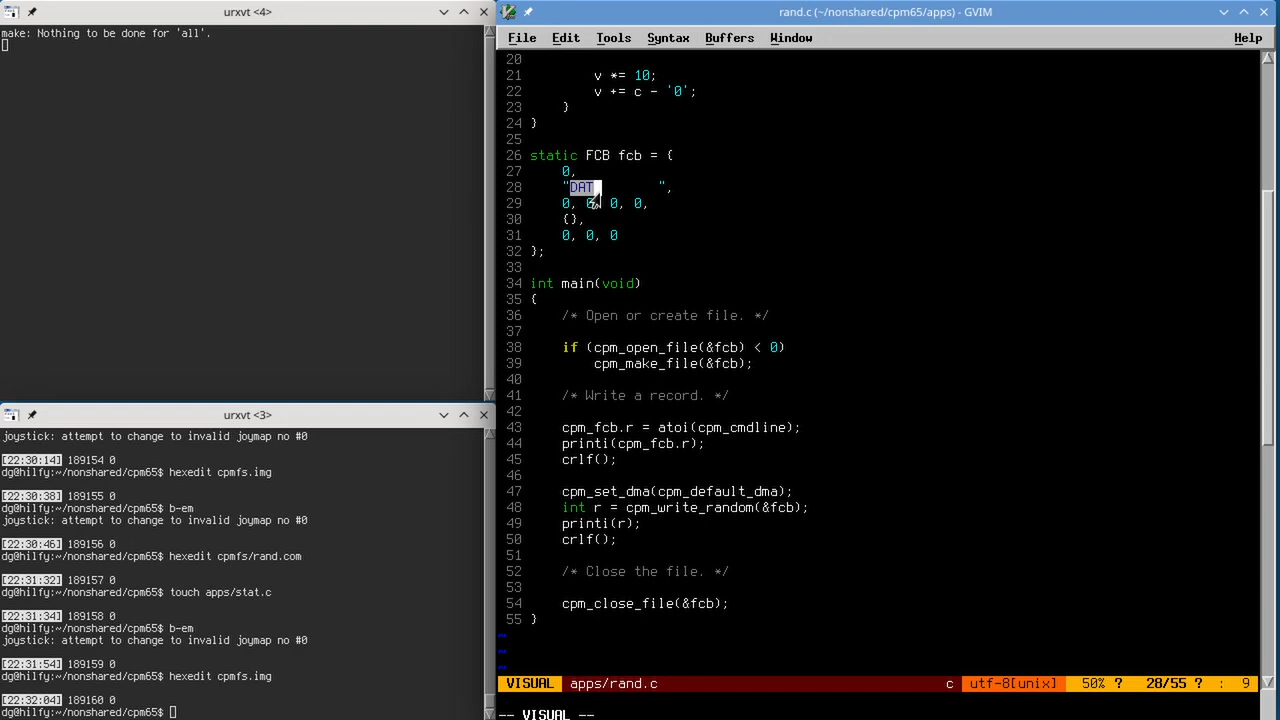 urxvt <4>
make: Nothing to be done for 'all'.
urxvt <3>
joystick: attempt to change to invalid joymap no #0
[22:30:14] 189154 0
dg@hilfy:~/nonshared/cpm65$ hexedit cpmfs.img
[22:30:38] 189155 0
dg@hilfy:~/nonshared/cpm65$ b-em
joystick: attempt to change to invalid joymap no #0
[22:30:46] 189156 0
dg@hilfy:~/nonshared/cpm65$ hexedit cpmfs/rand.com
[22:31:32] 189157 0
dg@hilfy:~/nonshared/cpm65$ touch apps/stat.c
[22:31:34] 189158 0
dg@hilfy:~/nonshared/cpm65$ b-em
joystick: attempt to change to invalid joymap no #0
[22:31:54] 189159 0
dg@hilfy:~/nonshared/cpm65$ hexedit cpmfs.img
[22:32:04] 189160 0
dg@hilfy:~/nonshared/cpm65$
rand.c (~/nonshared/cpm65/apps) - GVIM
File Edit Tools Syntax Buffers Window Help
20
21         v *= 10;
22         v += c - '0';
23     }
24 }
25
26 static FCB fcb = {
27     0,
28     "DAT        ",
29     0, 0, 0, 0,
30     {},
31     0, 0, 0
32 };
33
34 int main(void)
35 {
36     /* Open or create file. */
37
38     if (cpm_open_file(&fcb) < 0)
39         cpm_make_file(&fcb);
40
41     /* Write a record. */
42
43     cpm_fcb.r = atoi(cpm_cmdline);
44     printi(cpm_fcb.r);
45     crlf();
46
47     cpm_set_dma(cpm_default_dma);
48     int r = cpm_write_random(&fcb);
49     printi(r);
50     crlf();
51
52     /* Close the file. */
53
54     cpm_close_file(&fcb);
55 }
~
~
~
VISUAL apps/rand.c c utf-8[unix] 50% ? 28/55 ? : 9
-- VISUAL --